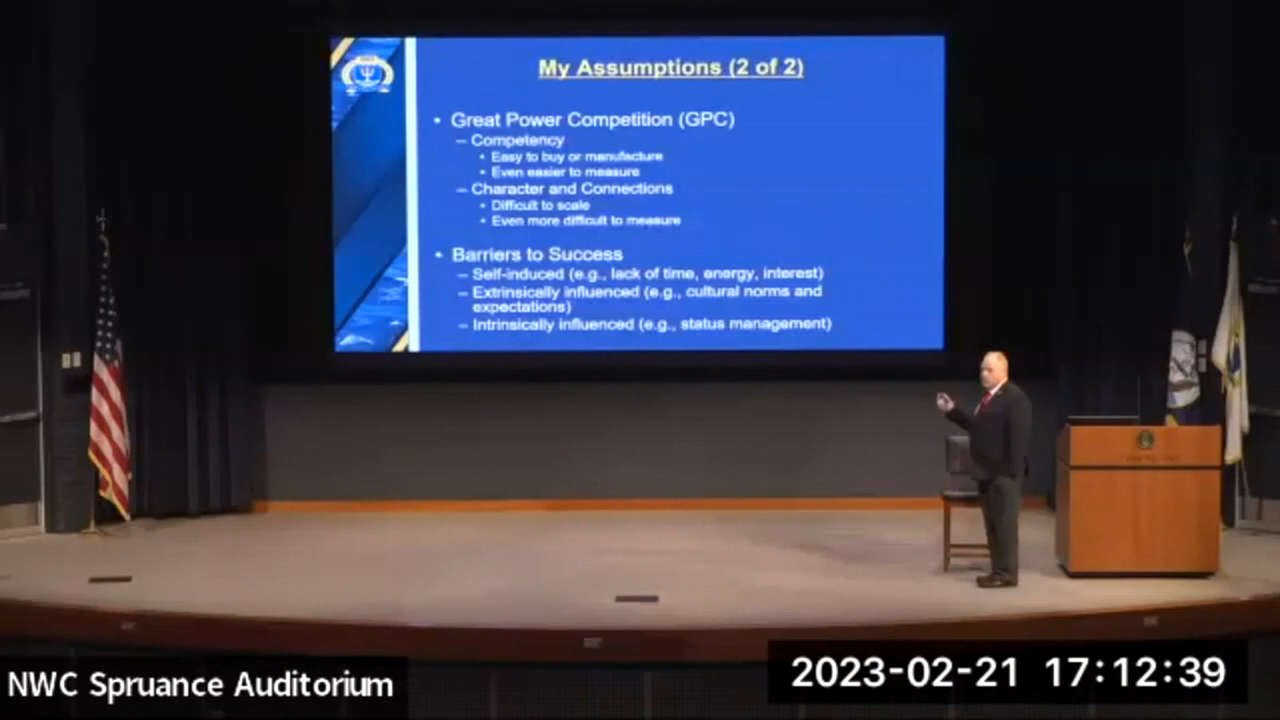 My Assumptions (2 of 2)
• Great Power Competition (GPC)
– Competency
• Easy to buy or manufacture
• Even easier to measure
– Character and Connections
• Difficult to scale
• Even more difficult to measure
• Barriers to Success
– Self-induced (e.g., lack of time, energy, interest)
– Extrinsically influenced (e.g., cultural norms and
expectations)
– Intrinsically influenced (e.g., status management)
NWC Spruance Auditorium
2023-02-21 17:12:39